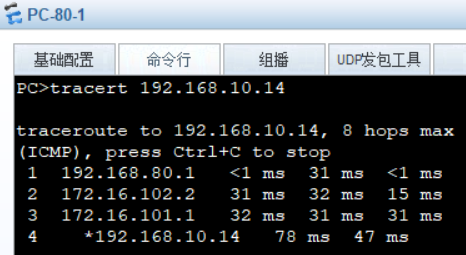 PC-80-1
基础配置 命令行 组播 UDP发包工具
PC>tracert 192.168.10.14
traceroute to 192.168.10.14, 8 hops max
(ICMP), press Ctrl+C to stop
1 192.168.80.1 <1 ms 31 ms <1 ms
2 172.16.102.2 31 ms 32 ms 15 ms
3 172.16.101.1 32 ms 31 ms 31 ms
4 *192.168.10.14 78 ms 47 ms